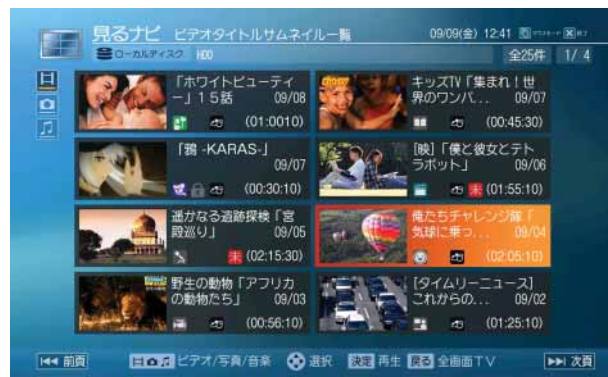 見るナビ ビデオタイトルサムネイル一覧 09/09(金) 12:41 終了
ローカルディスク HDD 全25件 1/ 4
「ホワイトビューティ
ー」15話 09/08
(01:0010)
キッズTV「集まれ!世
界のワンパ... 09/07
(00:45:30)
「鴉 -KARAS-」
09/07
(00:30:10)
[映]「僕と彼女とテト
ラポット」 09/06
未 (01:55:10)
遥かなる遺跡探検「宮
殿巡り」 09/05
未 (02:15:30)
俺たちチャレンジ隊「
気球に乗っ... 09/04
(02:05:10)
野生の動物「アフリカ
の動物たち」 09/03
(00:56:10)
[タイムリーニュース]
これからの... 09/02
(01:25:10)
前頁 ビデオ/写真/音楽 選択 決定 再生 戻る 全画面TV 次頁